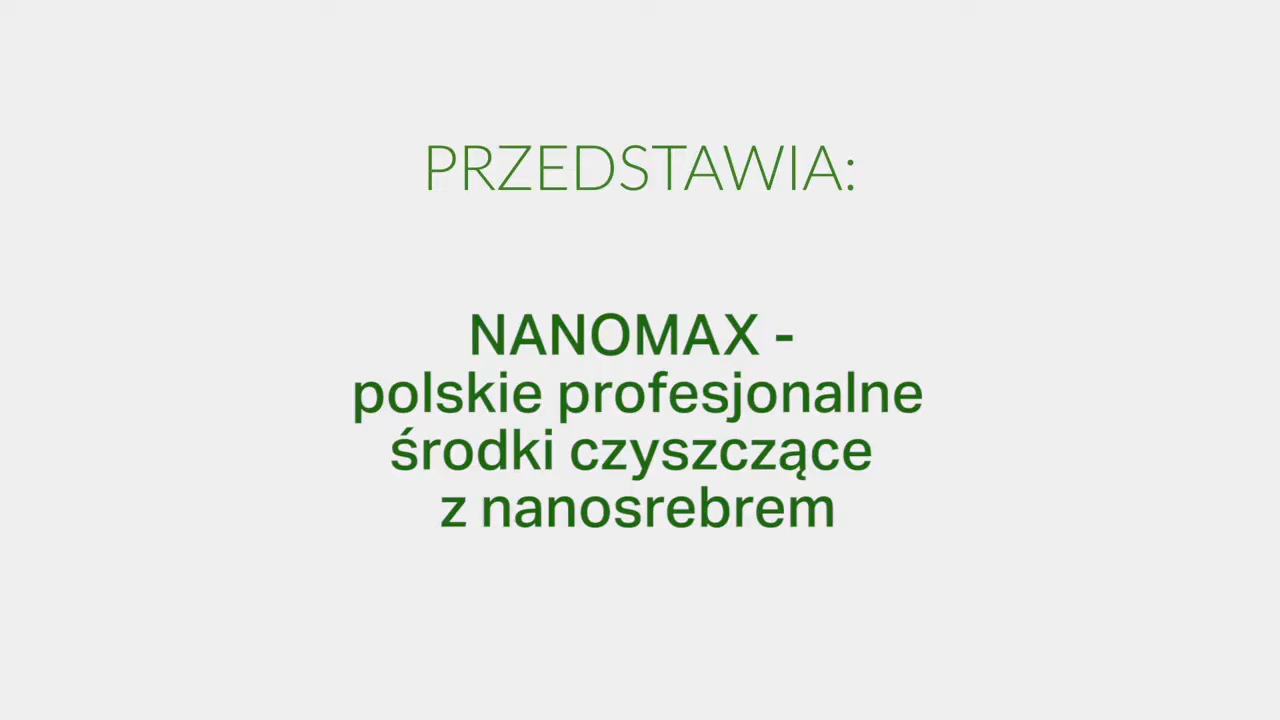 PRZEDSTAWIA:
NANOMAX -
polskie profesjonalne
środki czyszczące
z nanosrebrem